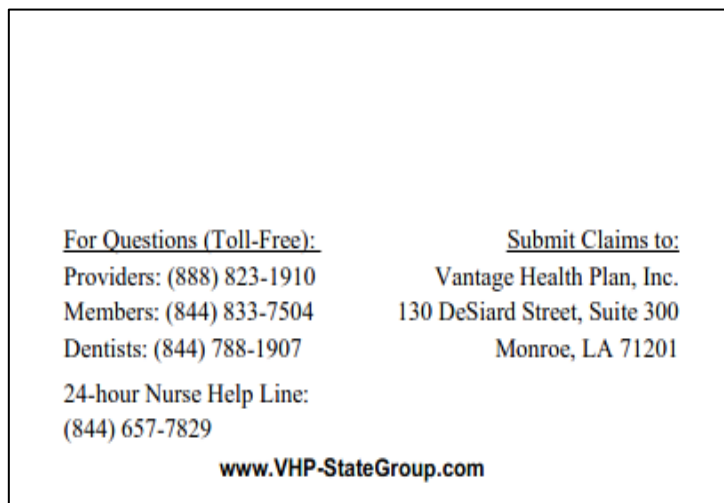 For Questions (Toll-Free):
Providers: (888) 823-1910
Members: (844) 833-7504
Dentists: (844) 788-1907
24-hour Nurse Help Line:
(844) 657-7829
Submit Claims to:
Vantage Health Plan, Inc.
130 DeSiard Street, Suite 300
Monroe, LA 71201
www.VHP-StateGroup.com